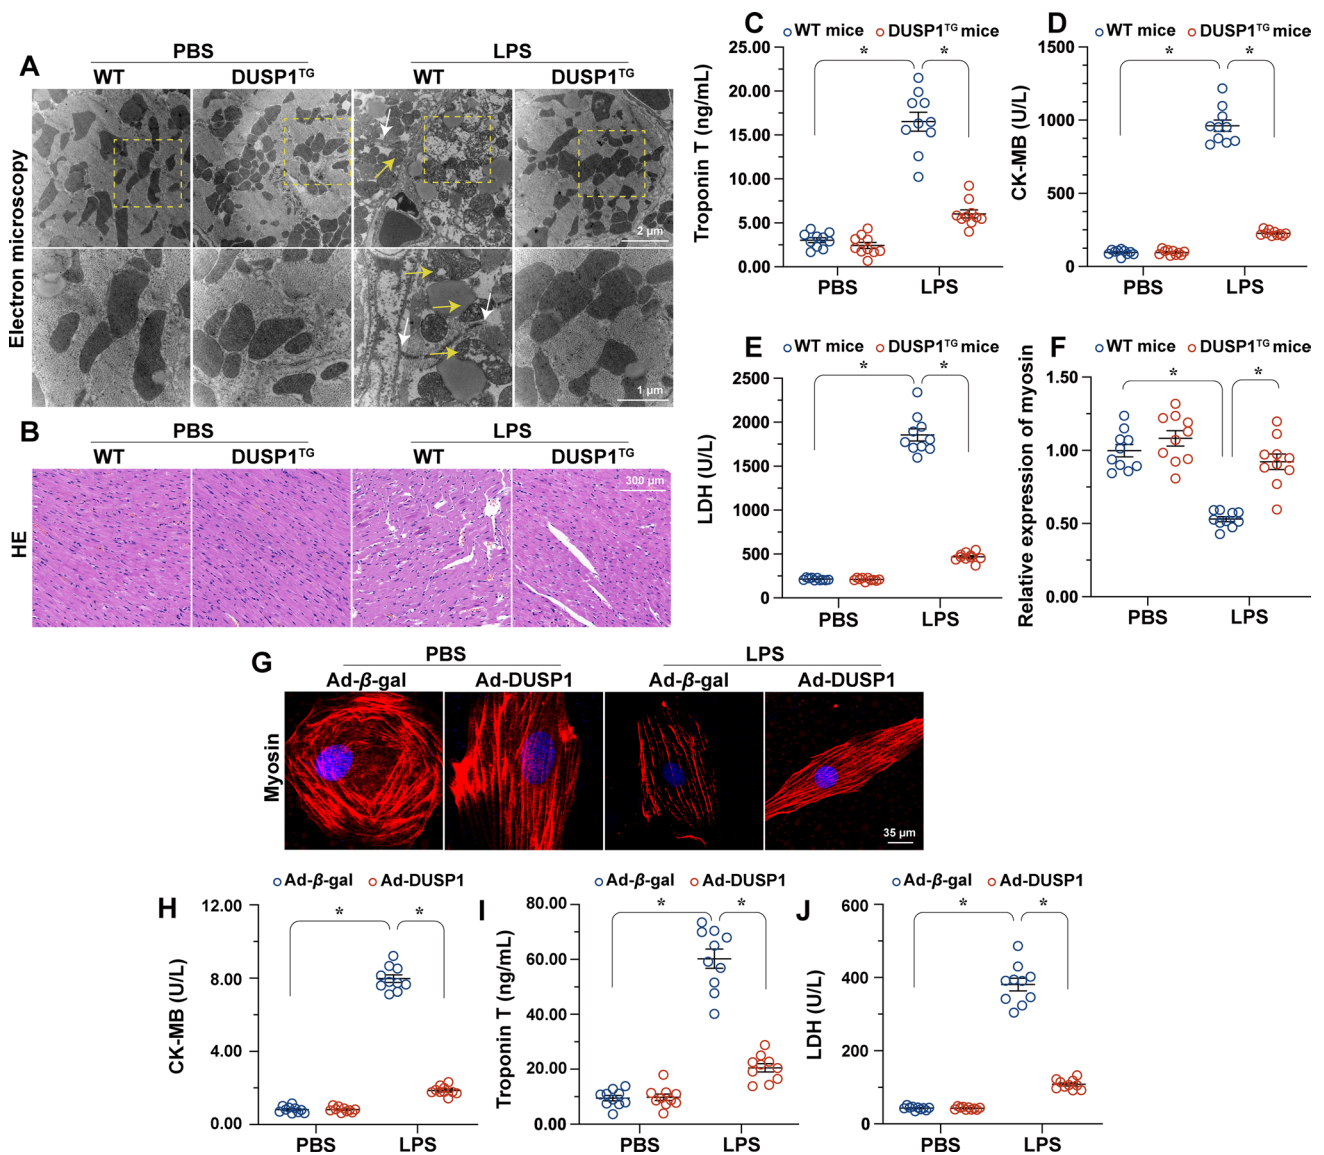 A
PBS
LPS
WT
DUSP1TG
WT
DUSP1TG
Electron microscopy
2 µm
1 µm
B
PBS
LPS
WT
DUSP1TG
WT
DUSP1TG
HE
300 µm
C
WT mice
DUSP1TG mice
Troponin T (ng/mL)
25.00
20.00
15.00
10.00
5.00
0.00
*
*
PBS
LPS
D
WT mice
DUSP1TG mice
CK-MB (U/L)
1500
1000
500
0
*
*
PBS
LPS
E
WT mice
DUSP1TG mice
LDH (U/L)
2500
2000
1500
1000
500
0
*
*
PBS
LPS
F
WT mice
DUSP1TG mice
Relative expression of myosin
1.50
1.00
0.50
0.00
*
*
PBS
LPS
G
PBS
LPS
Ad-β-gal
Ad-DUSP1
Ad-β-gal
Ad-DUSP1
Myosin
35 µm
H
Ad-β-gal
Ad-DUSP1
CK-MB (U/L)
12.00
8.00
4.00
0.00
*
*
PBS
LPS
I
Ad-β-gal
Ad-DUSP1
Troponin T (ng/mL)
80.00
60.00
40.00
20.00
0.00
*
*
PBS
LPS
J
Ad-β-gal
Ad-DUSP1
LDH (U/L)
600
400
200
0
*
*
PBS
LPS